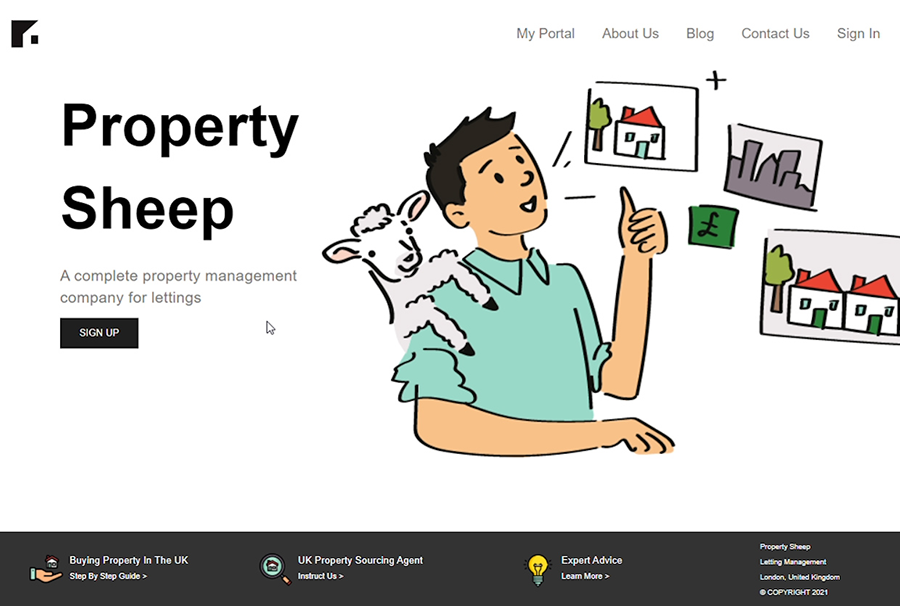 My Portal About Us Blog Contact Us Sign In
Property
Sheep
A complete property management
company for lettings
SIGN UP
£
Buying Property In The UK
Step By Step Guide >
UK Property Sourcing Agent
Instruct Us >
Expert Advice
Learn More >
Property Sheep
Letting Management
London, United Kingdom
© COPYRIGHT 2021